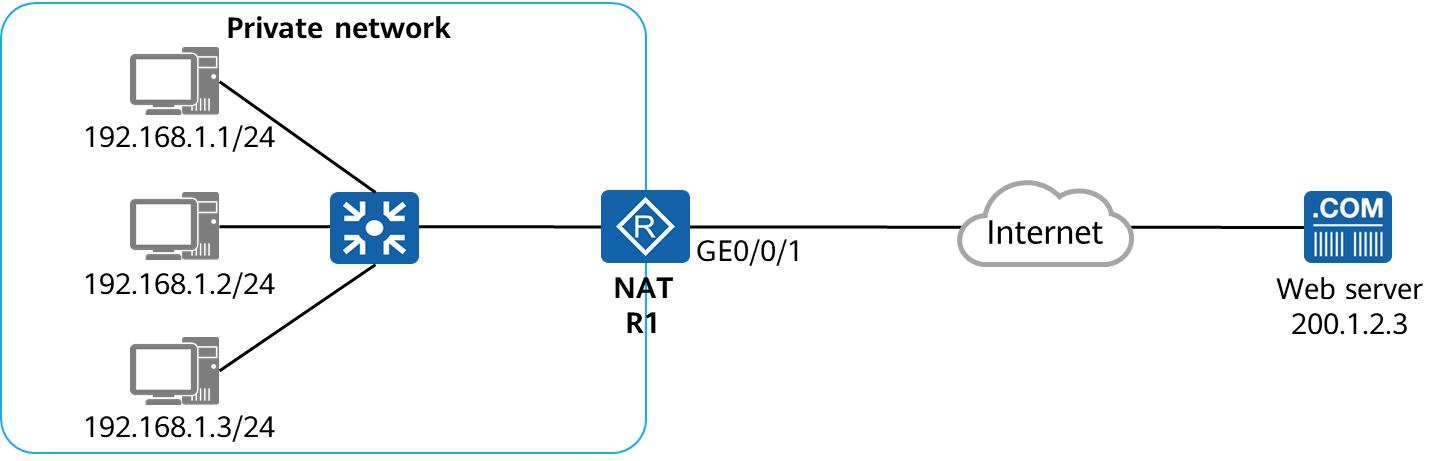 Private network
192.168.1.1/24
192.168.1.2/24
192.168.1.3/24
R
GE0/0/1
NAT
R1
Internet
.COM
Web server
200.1.2.3